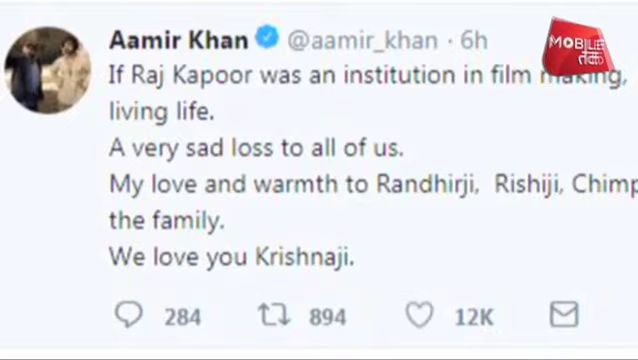 Aamir Khan @aamir_khan · 6h
If Raj Kapoor was an institution in film making,
living life.
A very sad loss to all of us.
My love and warmth to Randhirji, Rishiji,
the family.
We love you Krishnaji.
284 894 12K
MOBILE
तक